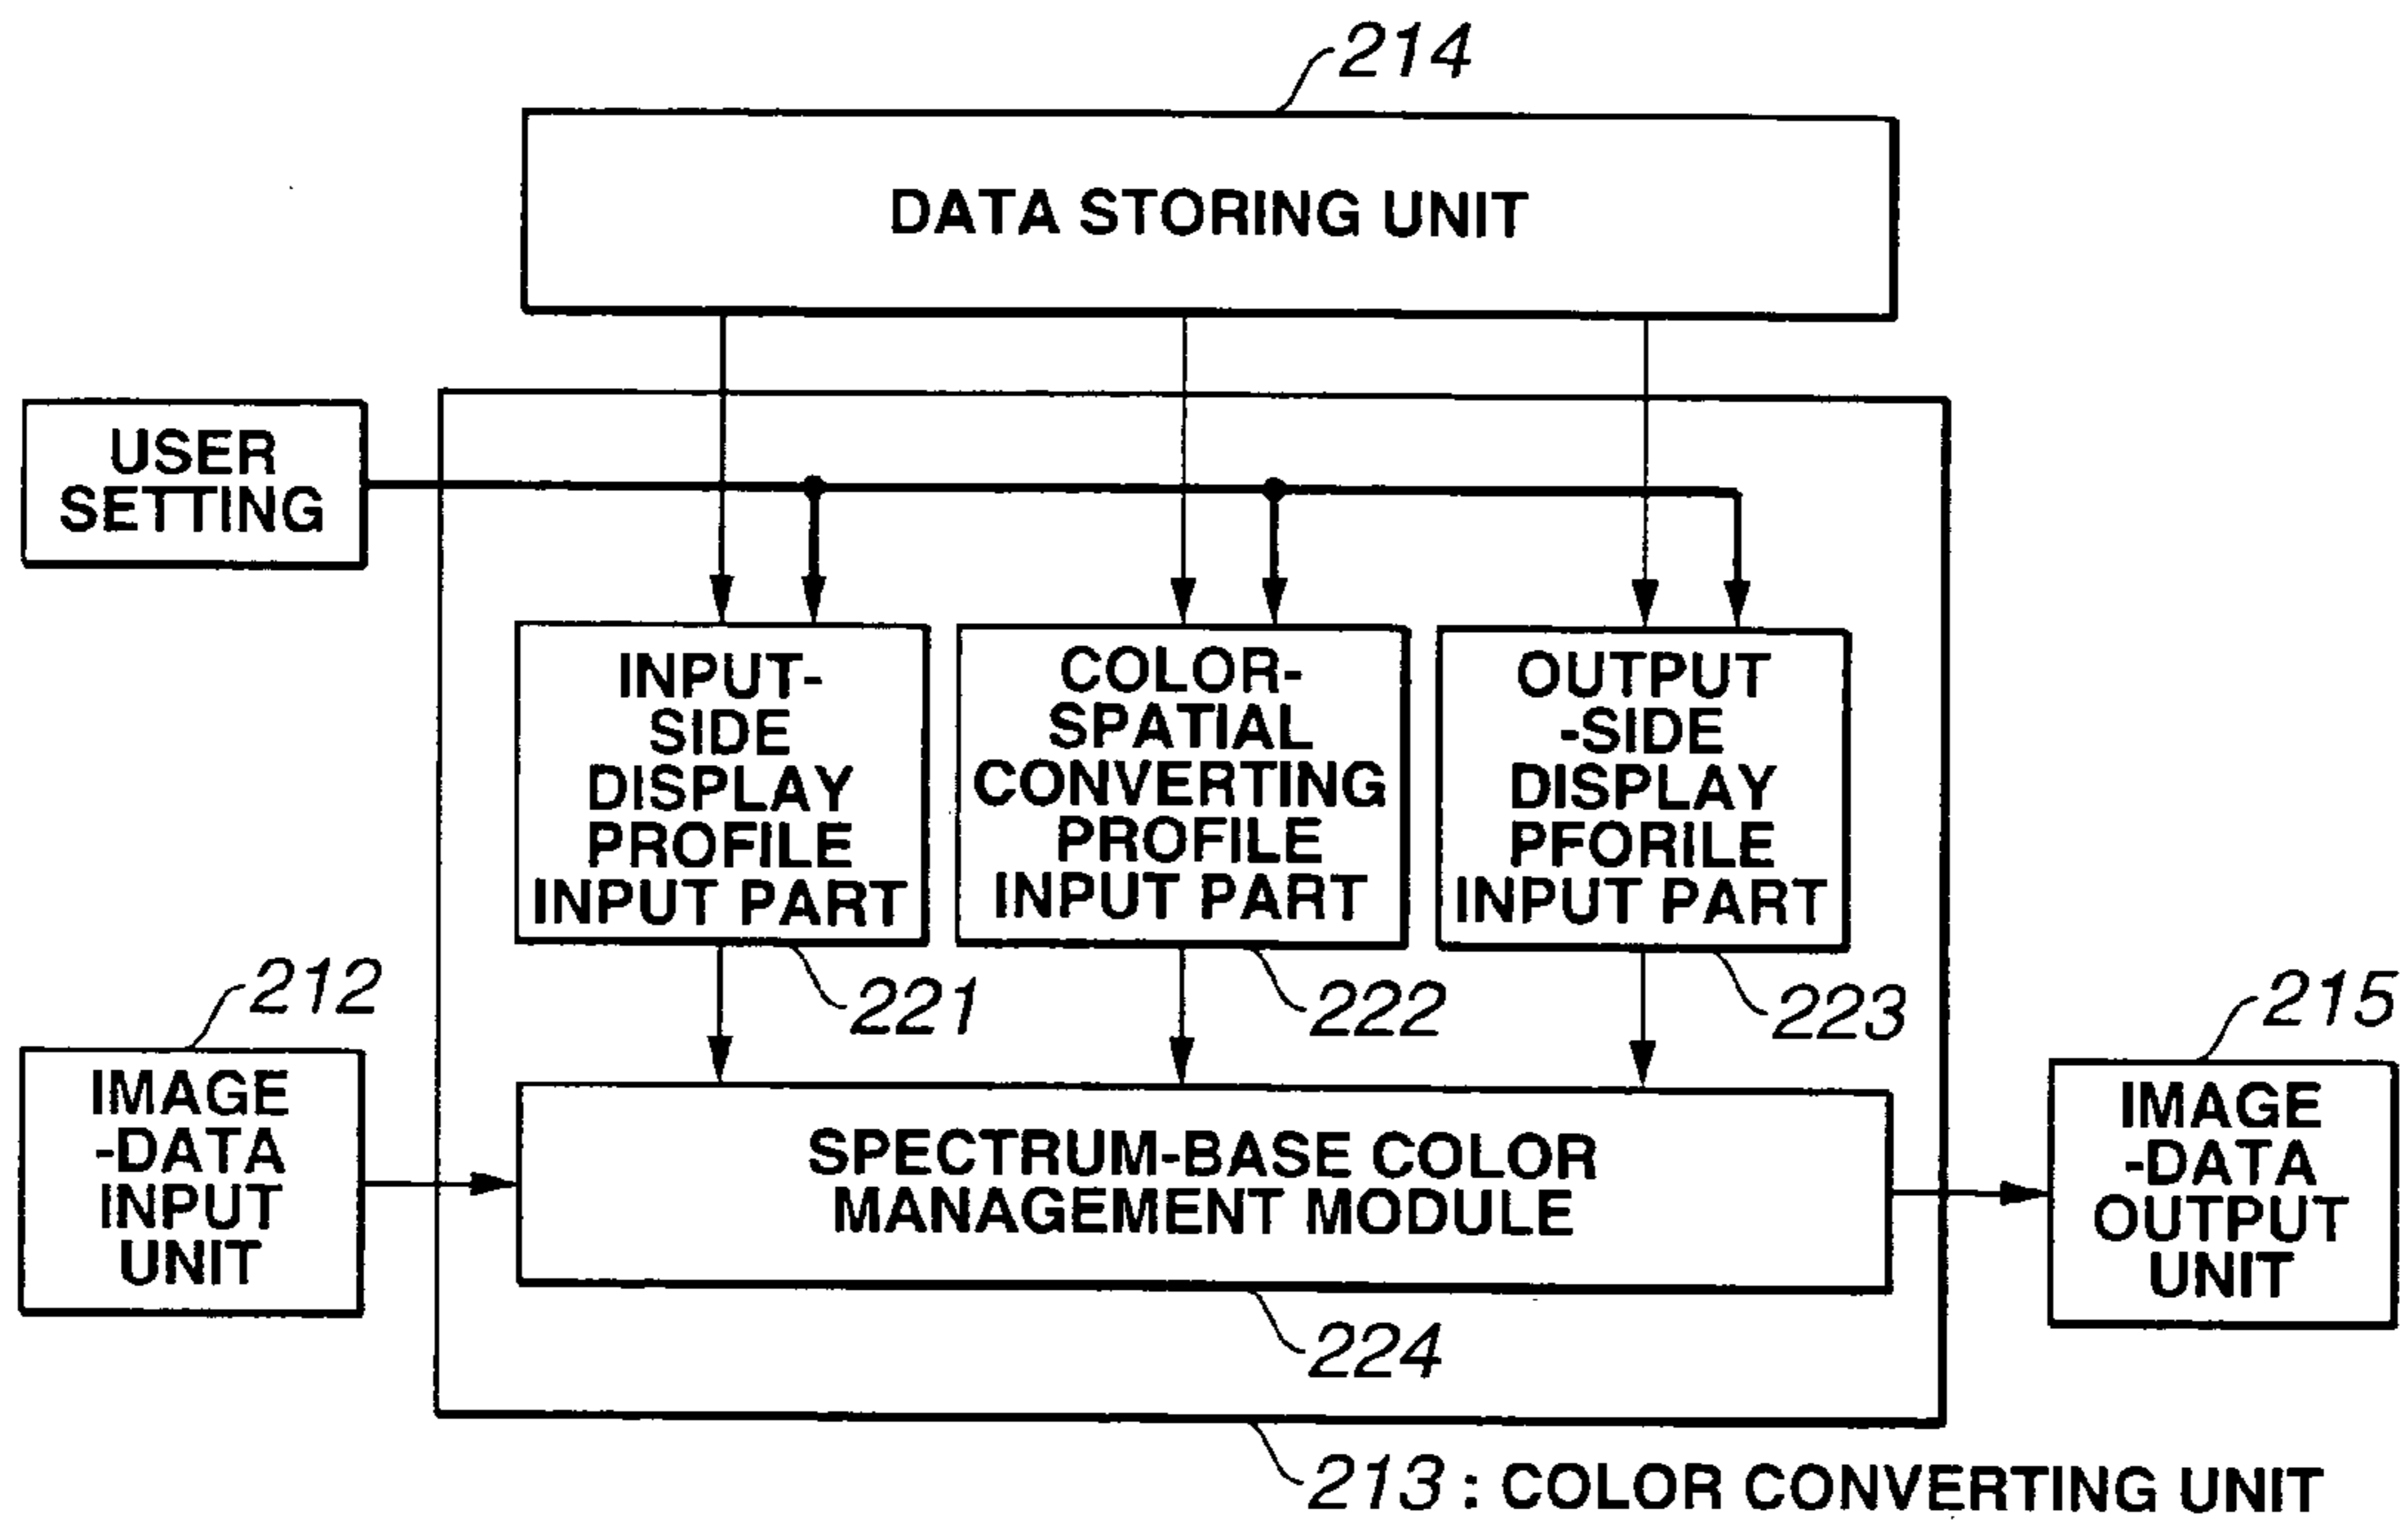 214
DATA STORING UNIT
USER
SETTING
INPUT-
SIDE
DISPLAY
PROFILE
INPUT PART
COLOR-
SPATIAL
CONVERTING
PROFILE
INPUT PART
OUTPUT
-SIDE
DISPLAY
PFORILE
INPUT PART
221
222
223
212
IMAGE
-DATA
INPUT
UNIT
SPECTRUM-BASE COLOR
MANAGEMENT MODULE
224
215
IMAGE
-DATA
OUTPUT
UNIT
213 : COLOR CONVERTING UNIT